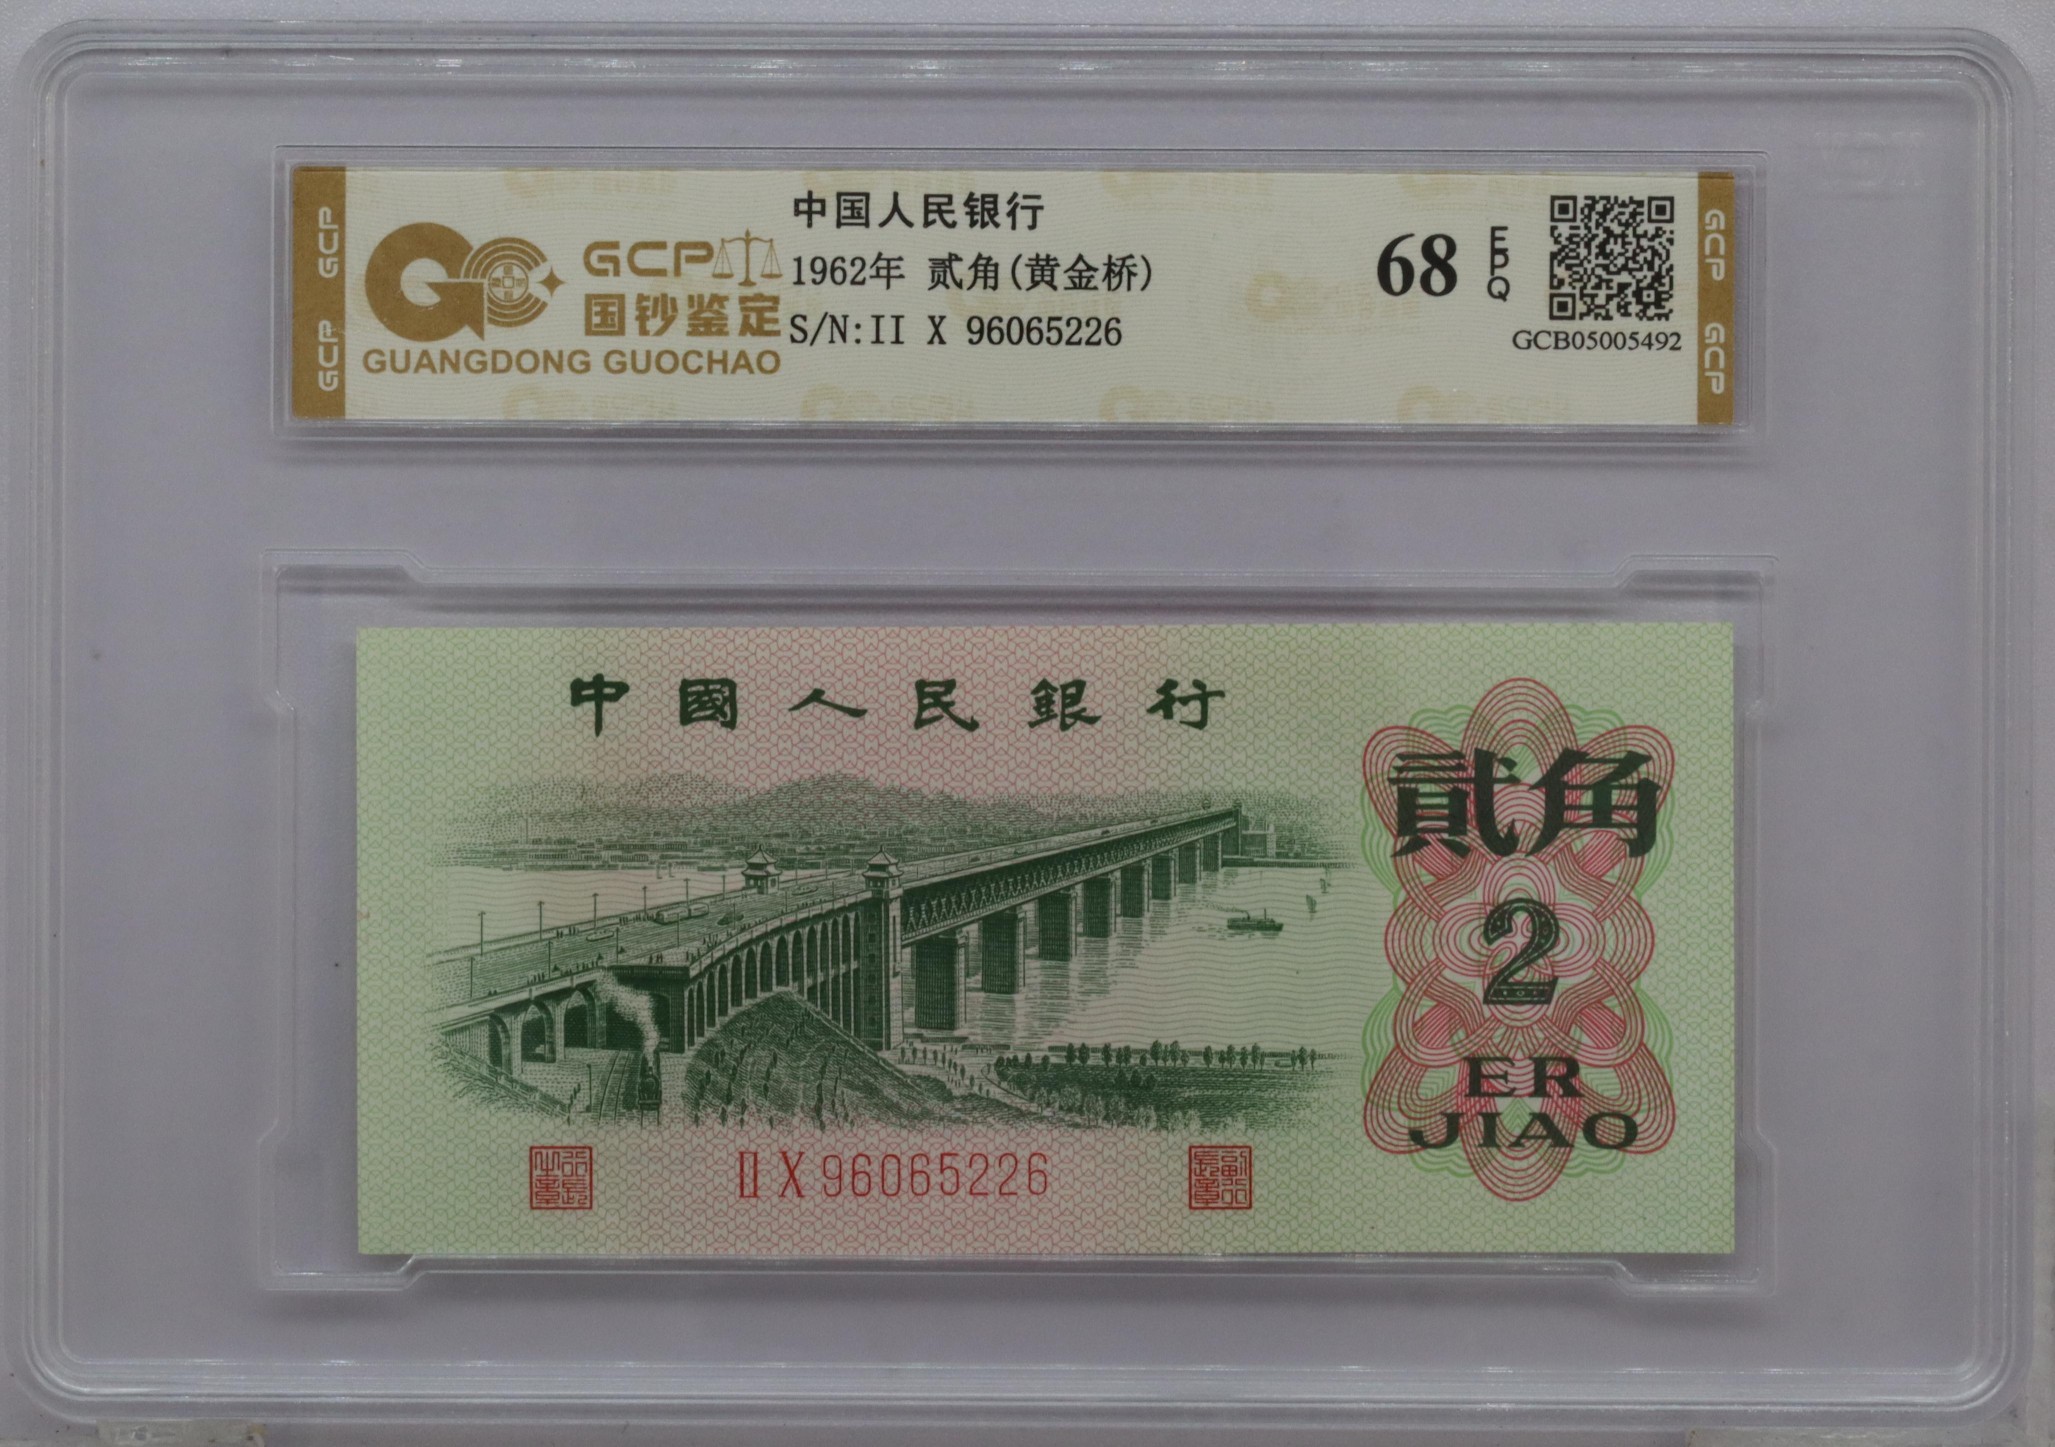 中国人民银行
GCP
国钞鉴定
GUANGDONG GUOCHAO
1962年 贰角(黄金桥)
S/N:II X 96065226
68 EPQ
GCB05005492
GCP GCP
GCP GCP
中國人民銀行
貳角
2
ER
JIAO
II X 96065226